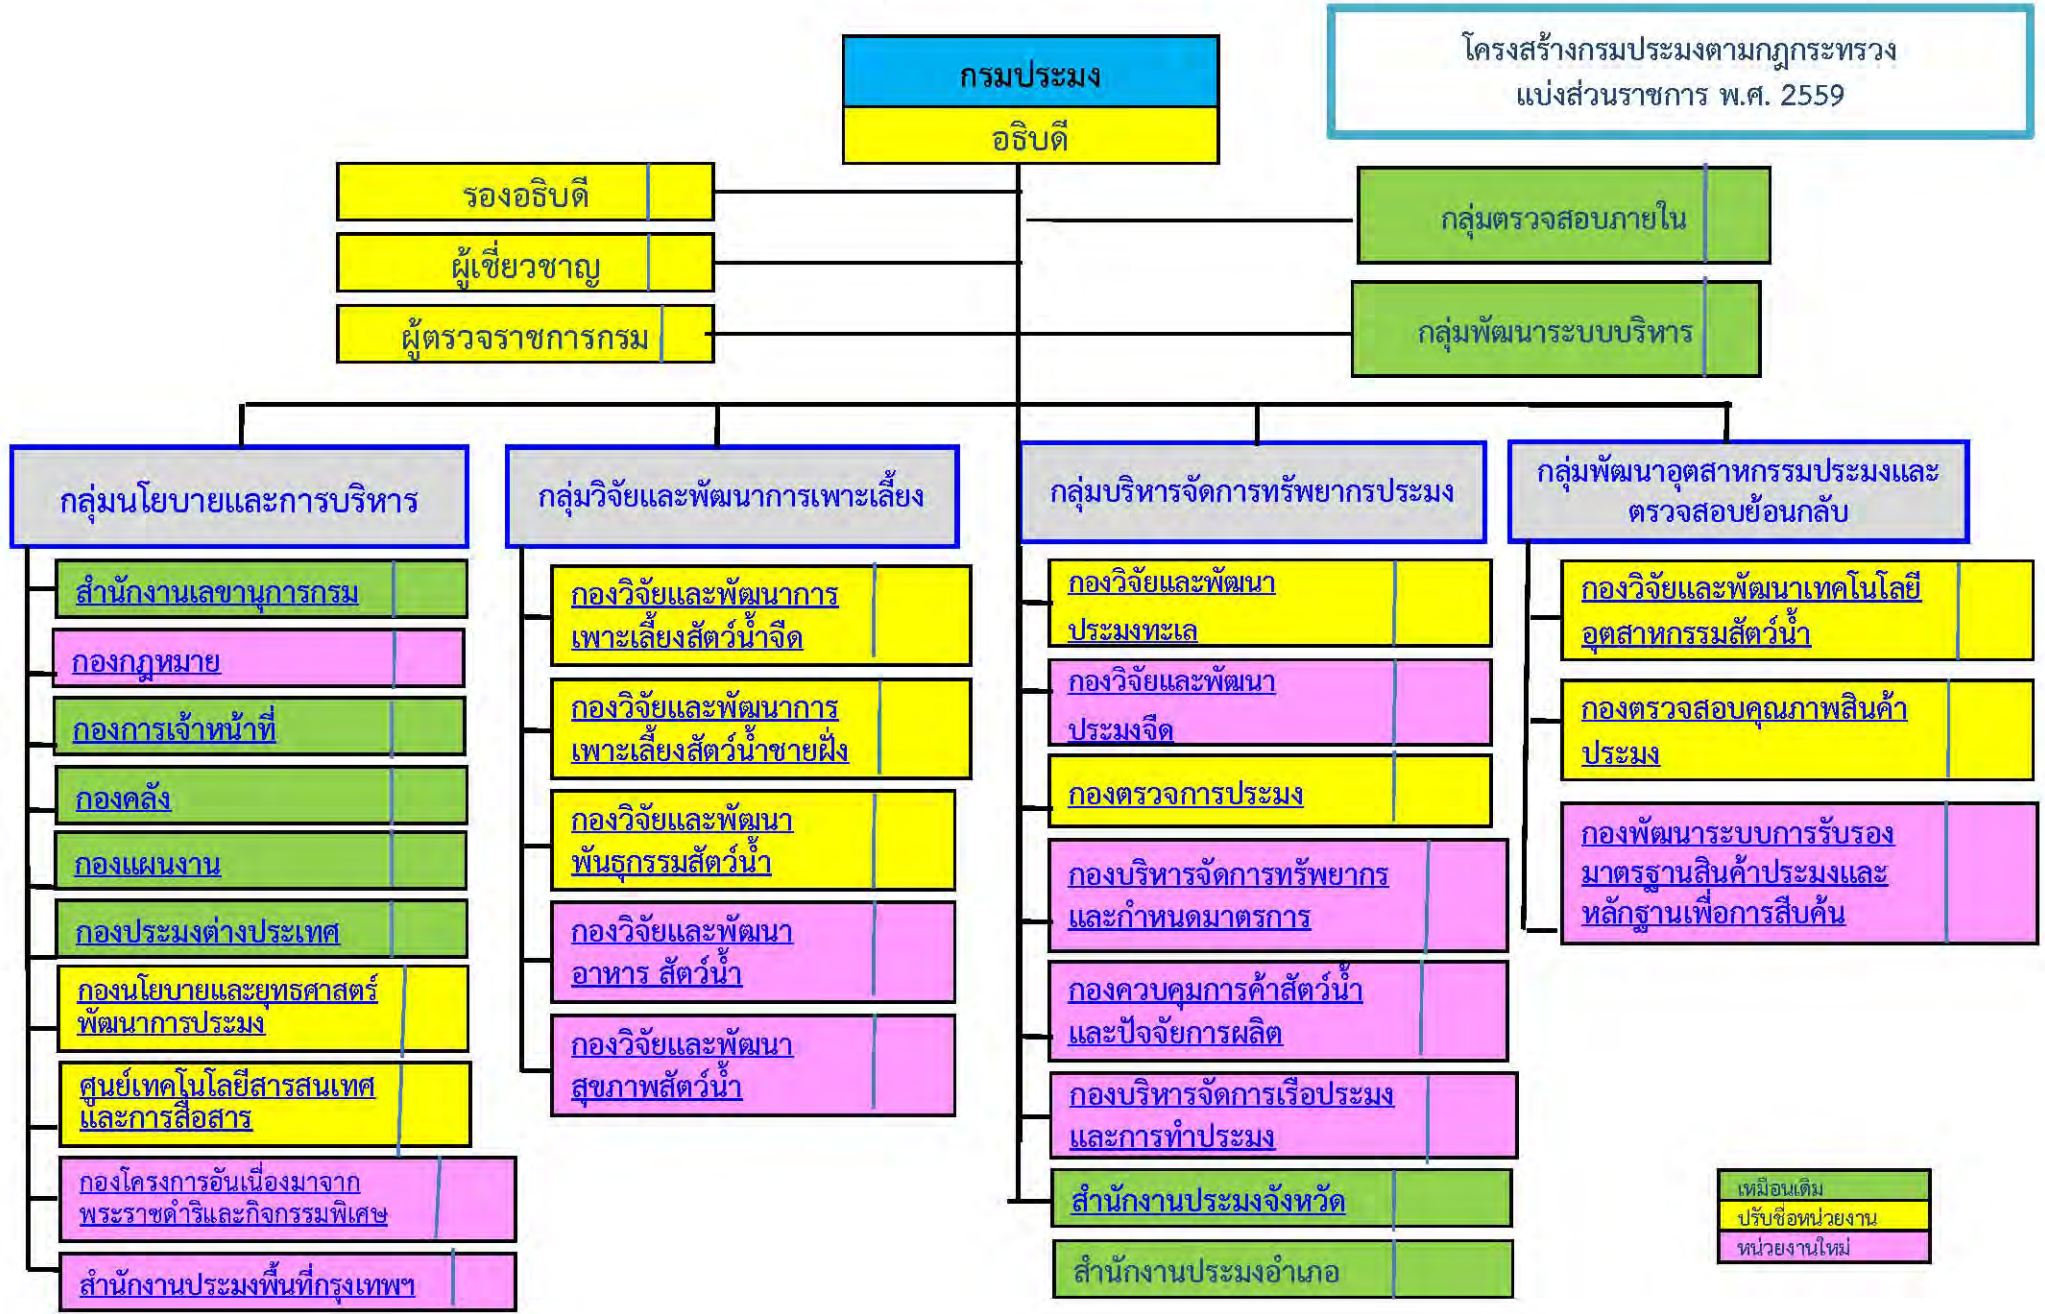 โครงสร้างกรมประมงตามกฎกระทรวง
แบ่งส่วนราชการ พ.ศ. 2559
กรมประมง
อธิบดี
รองอธิบดี
ผู้เชี่ยวชาญ
ผู้ตรวจราชการกรม
กลุ่มตรวจสอบภายใน
กลุ่มพัฒนาระบบบริหาร
กลุ่มนโยบายและการบริหาร
สำนักงานเลขานุการกรม
กองกฎหมาย
กองการเจ้าหน้าที่
กองคลัง
กองแผนงาน
กองประมงต่างประเทศ
กองนโยบายและยุทธศาสตร์
พัฒนาการประมง
ศูนย์เทคโนโลยีสารสนเทศ
และการสื่อสาร
กองโครงการอันเนื่องมาจาก
พระราชดำริและกิจกรรมพิเศษ
สำนักงานประมงพื้นที่กรุงเทพฯ
กลุ่มวิจัยและพัฒนาการเพาะเลี้ยง
กองวิจัยและพัฒนาการ
เพาะเลี้ยงสัตว์น้ำจืด
กองวิจัยและพัฒนาการ
เพาะเลี้ยงสัตว์น้ำชายฝั่ง
กองวิจัยและพัฒนา
พันธุกรรมสัตว์น้ำ
กองวิจัยและพัฒนา
อาหาร สัตว์น้ำ
กองวิจัยและพัฒนา
สุขภาพสัตว์น้ำ
กลุ่มบริหารจัดการทรัพยากรประมง
กองวิจัยและพัฒนา
ประมงทะเล
กองวิจัยและพัฒนา
ประมงจืด
กองตรวจการประมง
กองบริหารจัดการทรัพยากร
และกำหนดมาตรการ
กองควบคุมการค้าสัตว์น้ำ
และปัจจัยการผลิต
กองบริหารจัดการเรือประมง
และการทำประมง
สำนักงานประมงจังหวัด
สำนักงานประมงอำเภอ
กลุ่มพัฒนาอุตสาหกรรมประมงและ
ตรวจสอบย้อนกลับ
กองวิจัยและพัฒนาเทคโนโลยี
อุตสาหกรรมสัตว์น้ำ
กองตรวจสอบคุณภาพสินค้า
ประมง
กองพัฒนาระบบการรับรอง
มาตรฐานสินค้าประมงและ
หลักฐานเพื่อการสืบค้น
เหมือนเดิม
ปรับชื่อหน่วยงาน
หน่วยงานใหม่